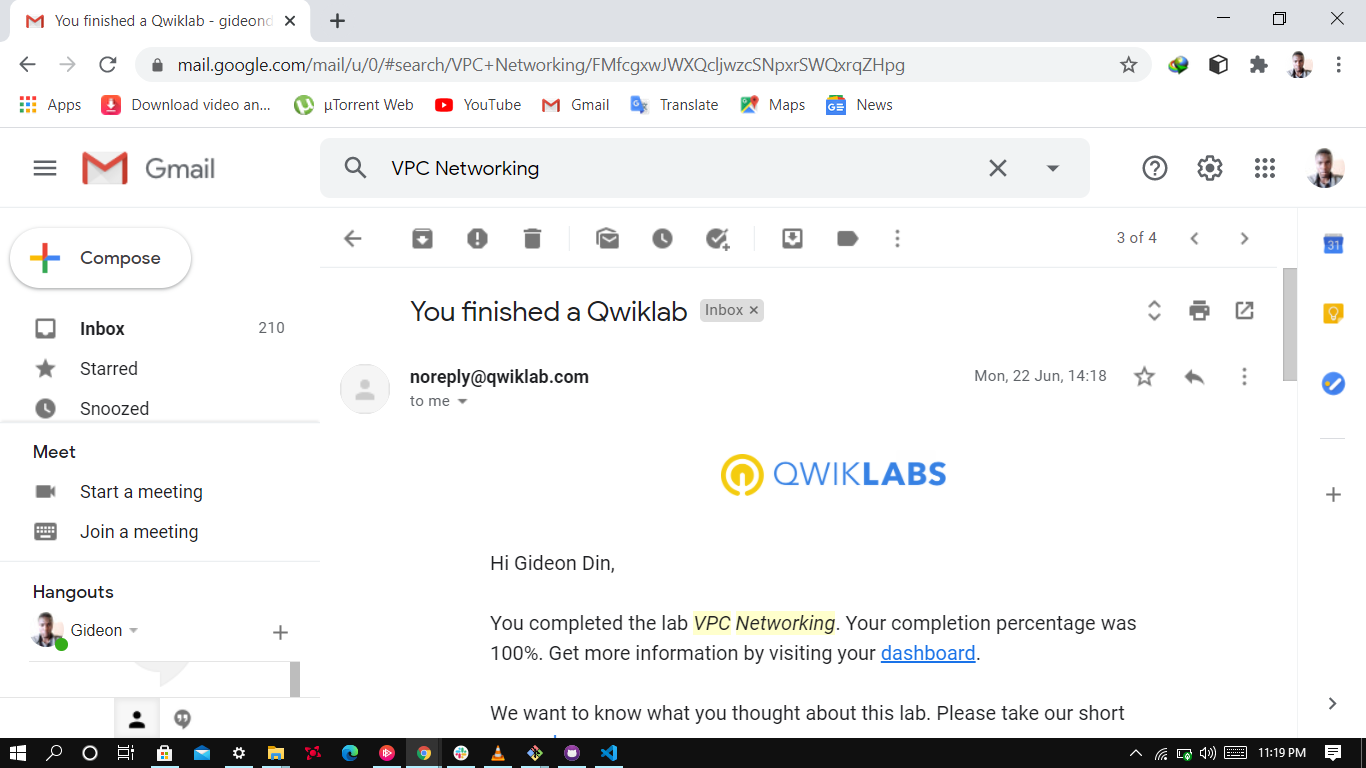 You finished a Qwiklab - gideond
mail.google.com/mail/u/0/#search/VPC+Networking/FMfcgxwJWXQcljwzcSNpxrSWQxrqZHpg
Apps Download video an... µTorrent Web YouTube Gmail Translate Maps GE News
Gmail VPC Networking
Compose 3 of 4 31
You finished a Qwiklab Inbox
Inbox 210
Starred
Snoozed
noreply@qwiklab.com Mon, 22 Jun, 14:18
to me
Meet
Start a meeting
Join a meeting
QWIKLABS
Hi Gideon Din,
Hangouts
Gideon
You completed the lab VPC Networking. Your completion percentage was
100%. Get more information by visiting your dashboard.
We want to know what you thought about this lab. Please take our short
11:19 PM